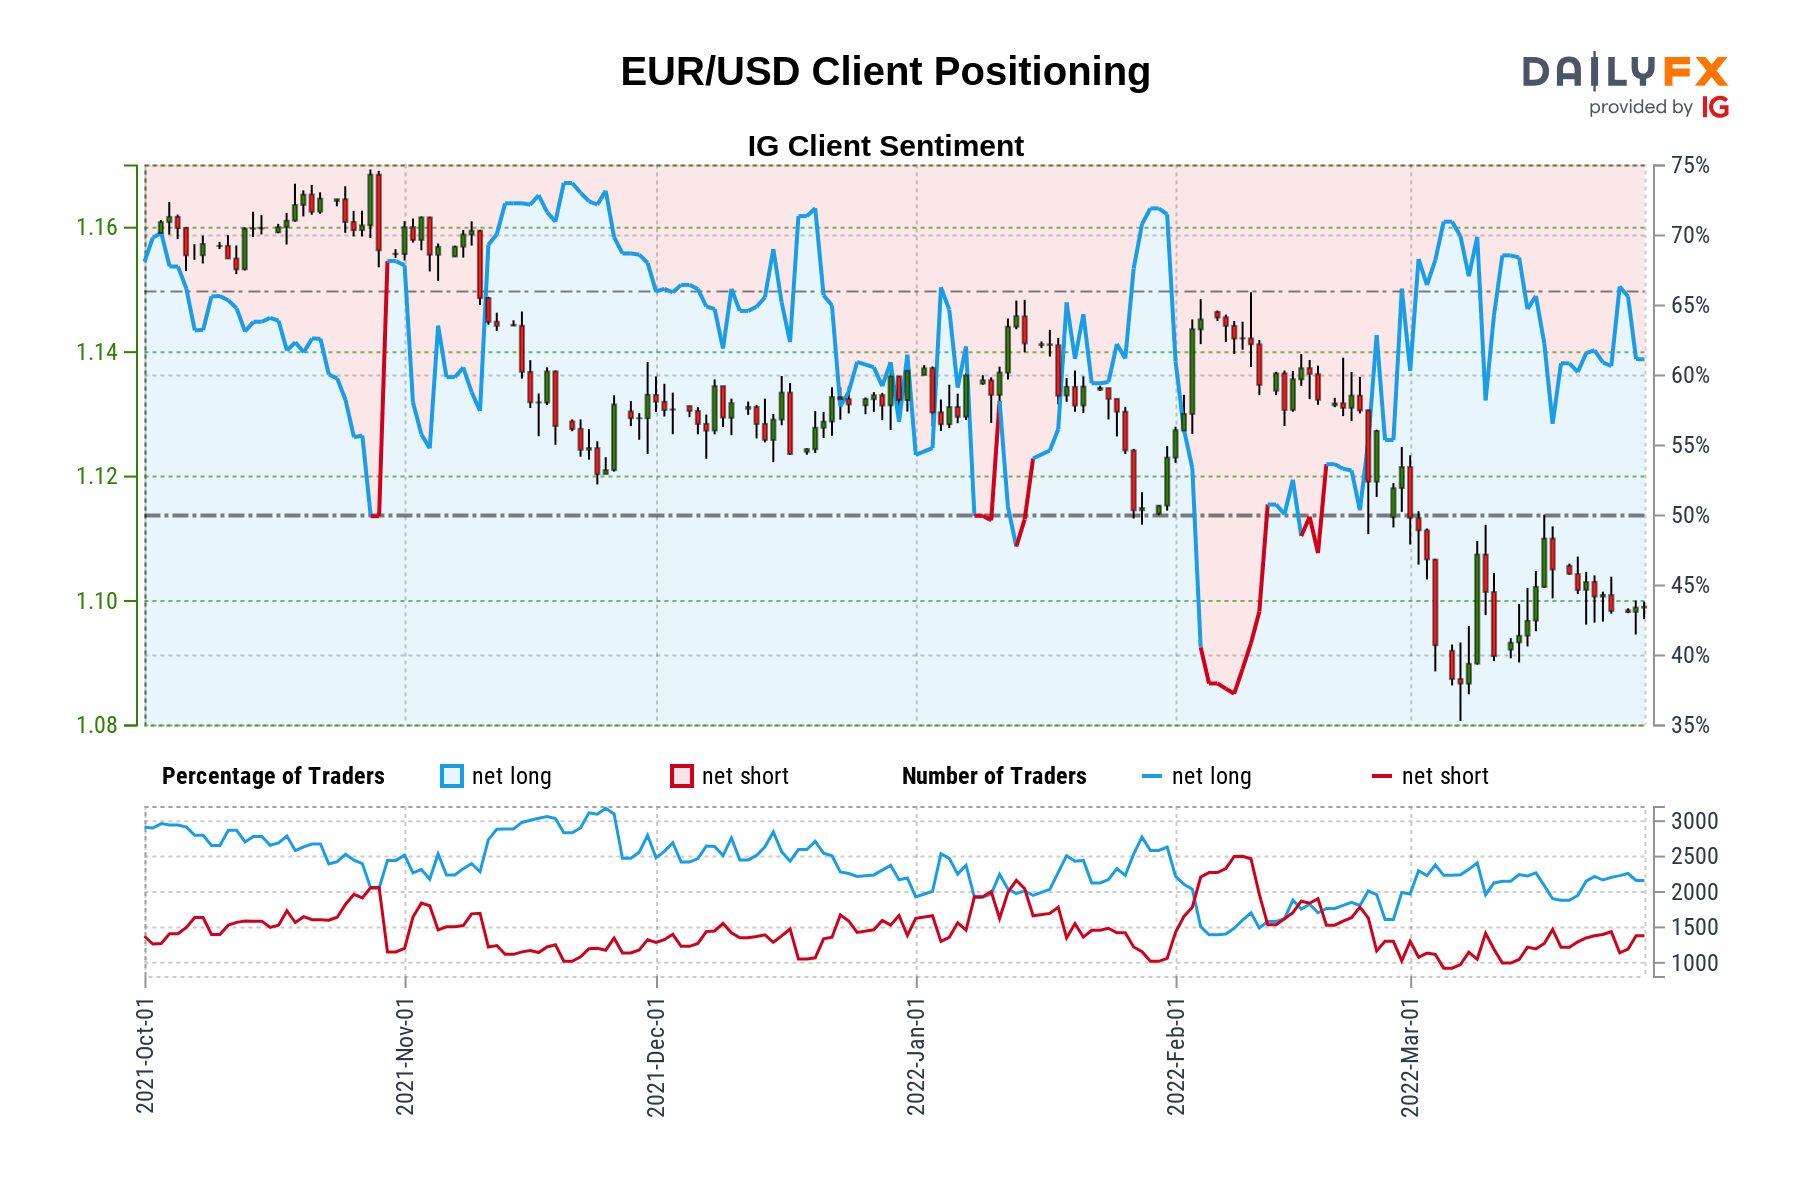 EUR/USD Client Positioning
DAILYFX
provided by IG
IG Client Sentiment
1.16
1.14
1.12
1.10
1.08
75%
70%
65%
60%
55%
50%
45%
40%
35%
Percentage of Traders net long net short Number of Traders net long net short
3000
2500
2000
1500
1000
2021-Oct-01
2021-Nov-01
2021-Dec-01
2022-Jan-01
2022-Feb-01
2022-Mar-01